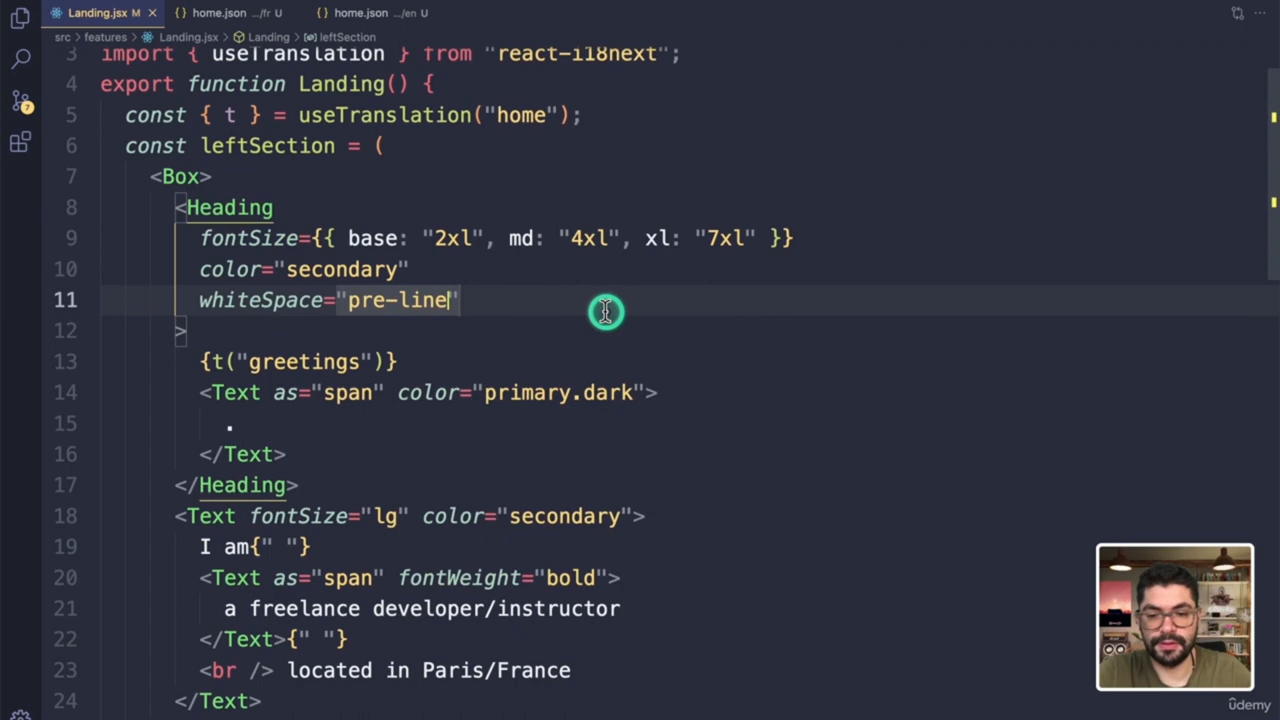 Landing.jsx M ×
home.json .../fr U
home.json .../en U
src > features > Landing.jsx > Landing > leftSection
3 import { useTranslation } from "react-i18next";
4 export function Landing() {
5 const { t } = useTranslation("home");
6 const leftSection = (
7 <Box>
8 <Heading
9 fontSize={{ base: "2xl", md: "4xl", xl: "7xl" }}
10 color="secondary"
11 whiteSpace="pre-line"
12 >
13 {t("greetings")}
14 <Text as="span" color="primary.dark">
15 .
16 </Text>
17 </Heading>
18 <Text fontSize="lg" color="secondary">
19 I am{" "}
20 <Text as="span" fontWeight="bold">
21 a freelance developer/instructor
22 </Text>{" "}
23 <br /> located in Paris/France
24 </Text>
7
ûdemy